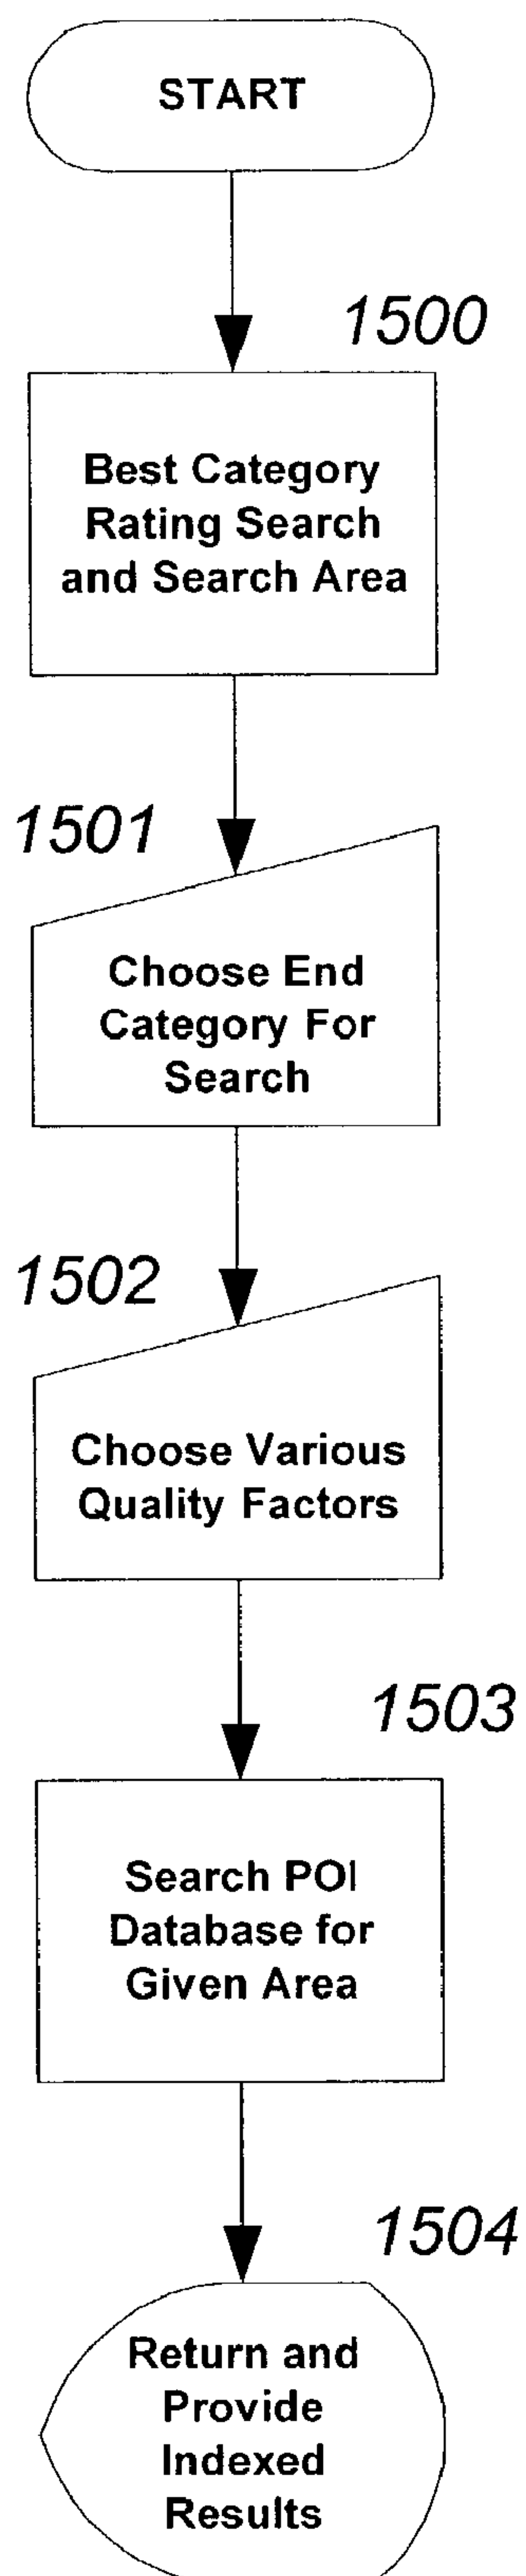 START
1500
Best Category
Rating Search
and Search Area
1501
Choose End
Category For
Search
1502
Choose Various
Quality Factors
1503
Search POI
Database for
Given Area
1504
Return and
Provide
Indexed
Results